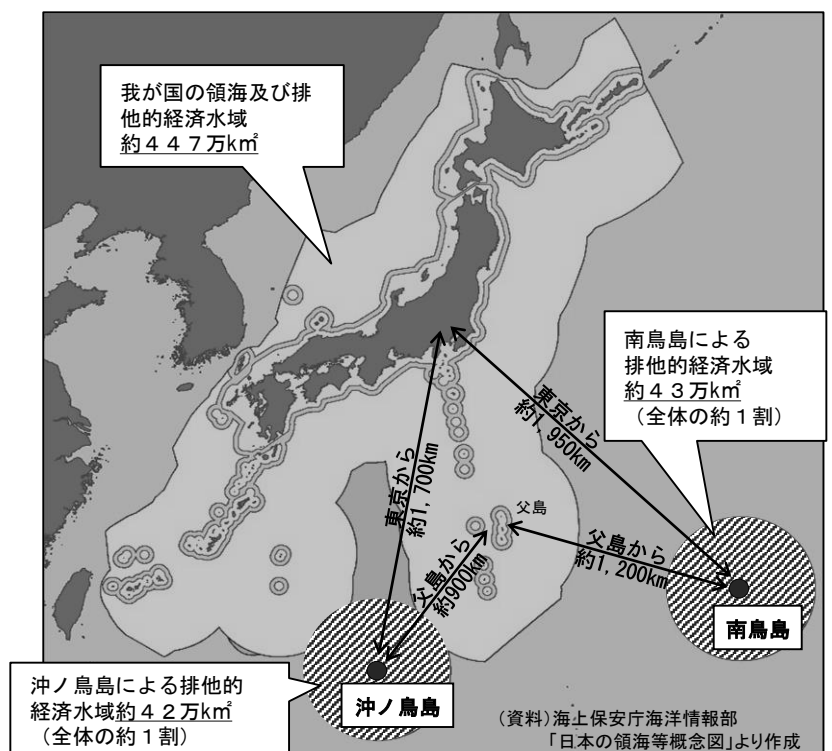 我が国の領海及び排
他的経済水域
約４４７万k㎡
南鳥島による
排他的経済水域
約４３万k㎡
（全体の約１割）
東京から
約1,950km
東京から
約1,700km
父島
父島から
約900km
父島から
約1,200km
南鳥島
沖ノ鳥島による排他的
経済水域約４２万k㎡
（全体の約１割）
沖ノ鳥島
（資料）海上保安庁海洋情報部
「日本の領海等概念図」より作成